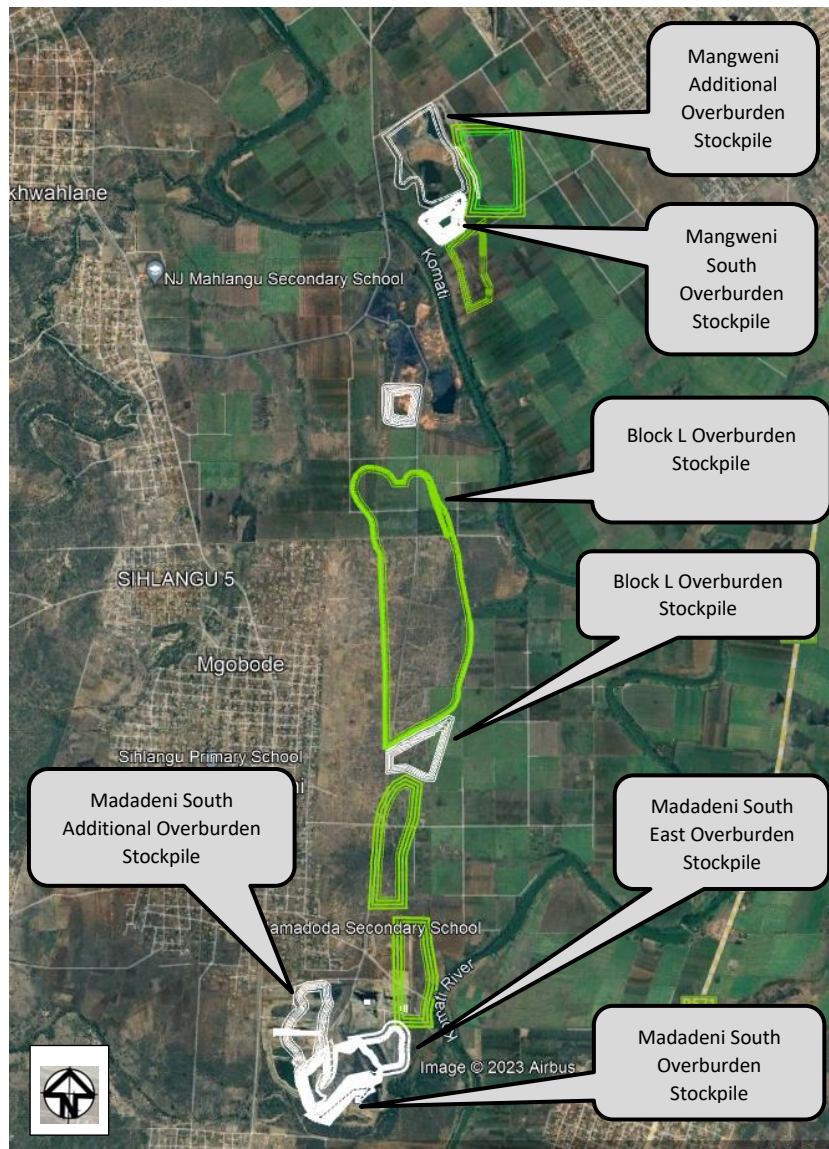 Mangweni
Additional
Overburden
Stockpile
khwahlane
Mangweni
South
Overburden
Stockpile
NJ Mahlangu Secondary School
Komati
Block L Overburden
Stockpile
SIHLANGU 5
Block L Overburden
Stockpile
Mgobode
Sihlangu Primary School
Madadeni South
Additional Overburden
Stockpile
Madadeni South
East Overburden
Stockpile
amadoda Secondary School
Komati River
R571
Madadeni South
Overburden
Stockpile
Image © 2023 Airbus
N